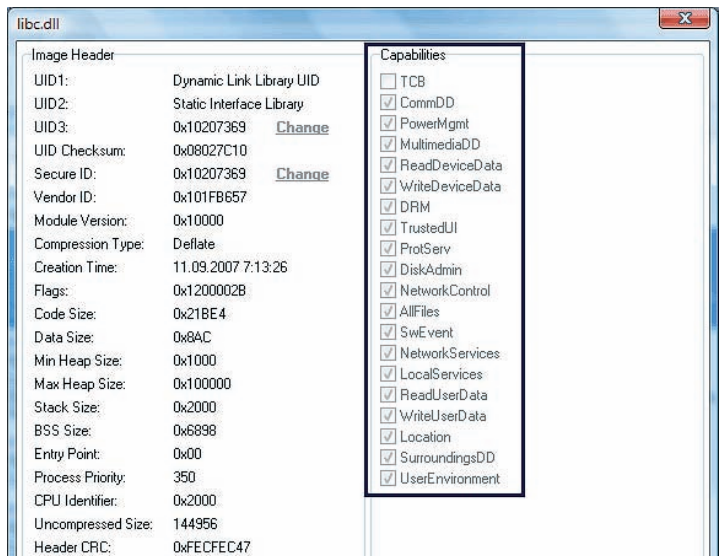 libc.dll
Image Header
UID1: Dynamic Link Library UID
UID2: Static Interface Library
UID3: 0x10207369 Change
UID Checksum: 0x08027C10
Secure ID: 0x10207369 Change
Vendor ID: 0x101FB657
Module Version: 0x10000
Compression Type: Deflate
Creation Time: 11.09.2007 7:13:26
Flags: 0x1200002B
Code Size: 0x21BE4
Data Size: 0x8AC
Min Heap Size: 0x1000
Max Heap Size: 0x100000
Stack Size: 0x2000
BSS Size: 0x6898
Entry Point: 0x00
Process Priority: 350
CPU Identifier: 0x2000
Uncompressed Size: 144956
Header CRC: 0xFECFEC47
Capabilities
TCB
CommDD
PowerMgmt
MultimediaDD
ReadDeviceData
WriteDeviceData
DRM
TrustedUI
ProtServ
DiskAdmin
NetworkControl
AllFiles
SwEvent
NetworkServices
LocalServices
ReadUserData
WriteUserData
Location
SurroundingsDD
UserEnvironment